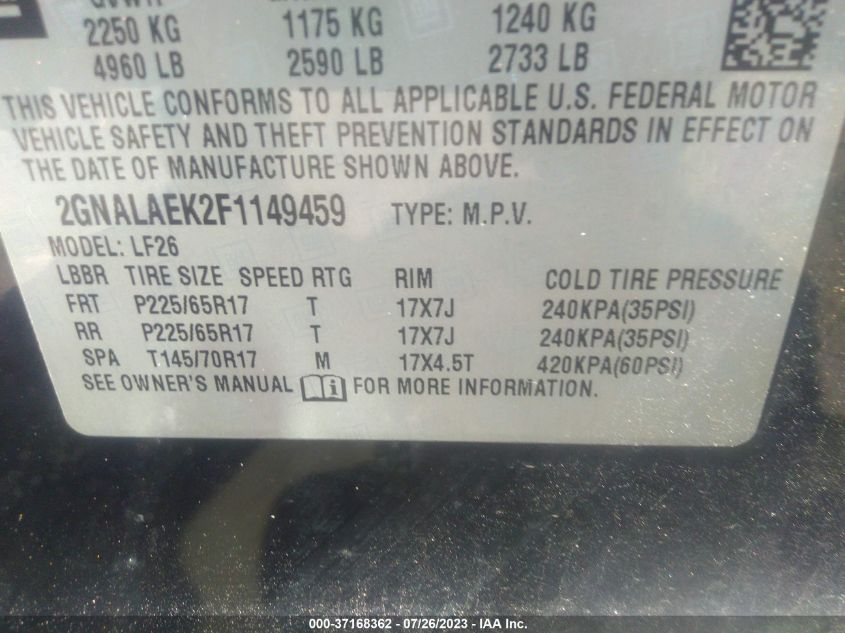 2250 KG 1175 KG 1240 KG
4960 LB 2590 LB 2733 LB
THIS VEHICLE CONFORMS TO ALL APPLICABLE U.S. FEDERAL MOTOR
VEHICLE SAFETY AND THEFT PREVENTION STANDARDS IN EFFECT ON
THE DATE OF MANUFACTURE SHOWN ABOVE.
2GNALAEK2F1149459 TYPE: M.P.V.
MODEL: LF26
LBBR TIRE SIZE SPEED RTG RIM COLD TIRE PRESSURE
FRT P225/65R17 T 17X7J 240KPA(35PSI)
RR P225/65R17 T 17X7J 240KPA(35PSI)
SPA T145/70R17 M 17X4.5T 420KPA(60PSI)
SEE OWNER'S MANUAL FOR MORE INFORMATION.
000-37168362 - 07/26/2023 - IAA Inc.